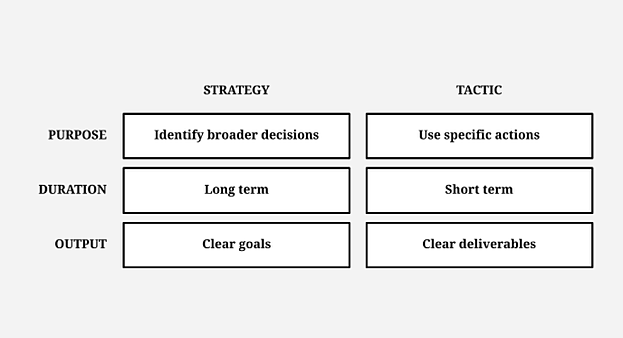 STRATEGY TACTIC
PURPOSE Identify broader decisions Use specific actions
DURATION Long term Short term
OUTPUT Clear goals Clear deliverables